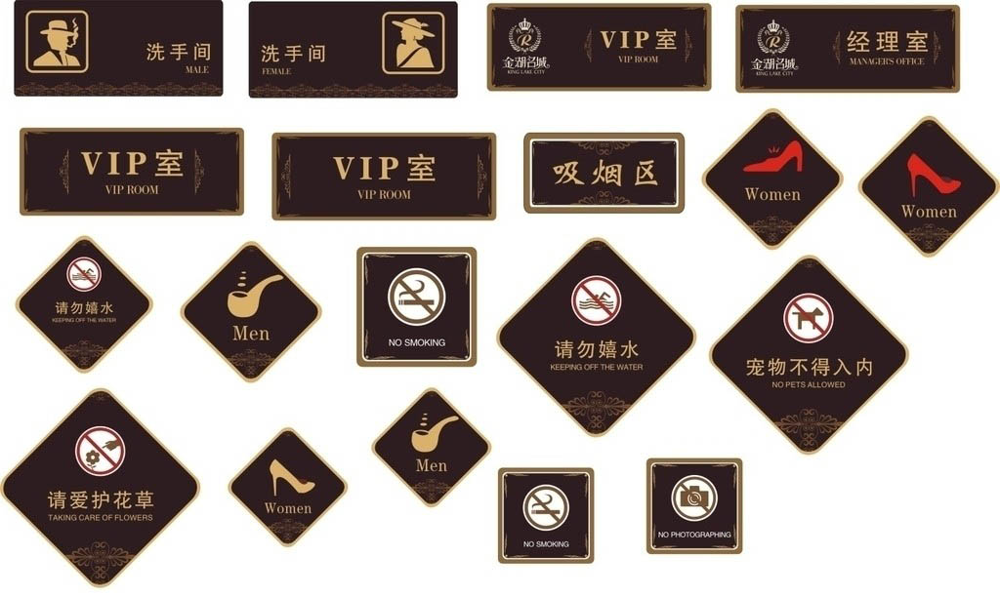 洗手间
MALE
洗手间
FEMALE
R
金湖名城
KING LAKE CITY
VIP室
VIP ROOM
R
金湖名城
KING LAKE CITY
经理室
MANAGER'S OFFICE
VIP室
VIP ROOM
VIP室
VIP ROOM
吸烟区
Women
Women
请勿嬉水
KEEPING OFF THE WATER
Men
NO SMOKING
请勿嬉水
KEEPING OFF THE WATER
宠物不得入内
NO PETS ALLOWED
请爱护花草
TAKING CARE OF FLOWERS
Women
Men
NO SMOKING
NO PHOTOGRAPHING